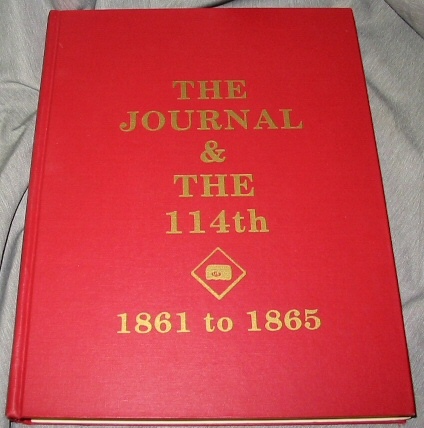 THE
JOURNAL
&
THE
114th
1861 to 1865